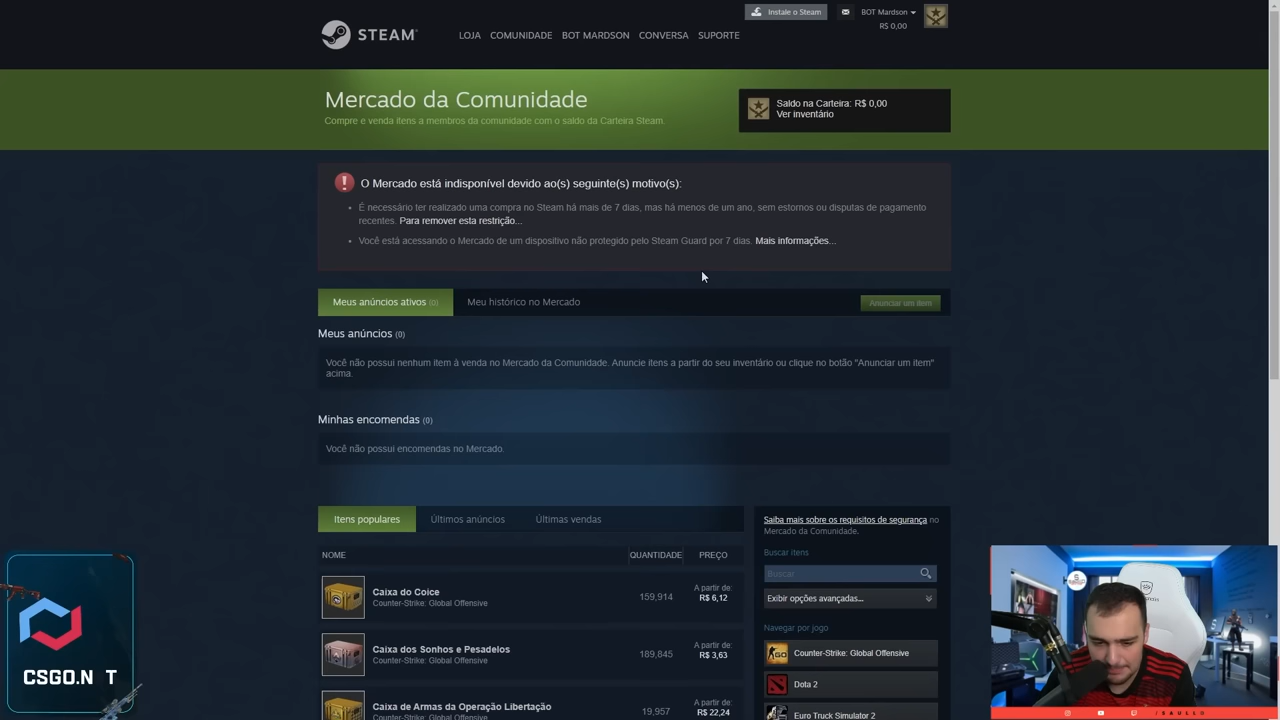 Instale o Steam
BOT Mardson
R$ 0,00
STEAM
LOJA COMUNIDADE BOT MARDSON CONVERSA SUPORTE
Mercado da Comunidade
Compre e venda itens a membros da comunidade com o saldo da Carteira Steam.
Saldo na Carteira: R$ 0,00
Ver inventário
O Mercado está indisponível devido ao(s) seguinte(s) motivo(s):
• É necessário ter realizado uma compra no Steam há mais de 7 dias, mas há menos de um ano, sem estornos ou disputas de pagamento
recentes. Para remover esta restrição...
• Você está acessando o Mercado de um dispositivo não protegido pelo Steam Guard por 7 dias. Mais informações...
Meus anúncios ativos (0) Meu histórico no Mercado Anunciar um item
Meus anúncios (0)
Você não possui nenhum item à venda no Mercado da Comunidade. Anuncie itens a partir do seu inventário ou clique no botão "Anunciar um item"
acima.
Minhas encomendas (0)
Você não possui encomendas no Mercado.
Itens populares Últimos anúncios Últimas vendas
NOME QUANTIDADE PREÇO
Caixa do Coice
Counter-Strike: Global Offensive
159,914
A partir de:
R$ 6,12
Caixa dos Sonhos e Pesadelos
Counter-Strike: Global Offensive
189,845
A partir de:
R$ 3,63
Caixa de Armas da Operação Libertação
Counter-Strike: Global Offensive
19,957
A partir de:
R$ 22,24
Saiba mais sobre os requisitos de segurança no
Mercado da Comunidade.
Buscar itens
Buscar
Exibir opções avançadas...
Navegar por jogo
Counter-Strike: Global Offensive
Dota 2
Euro Truck Simulator 2
CSGO.N T